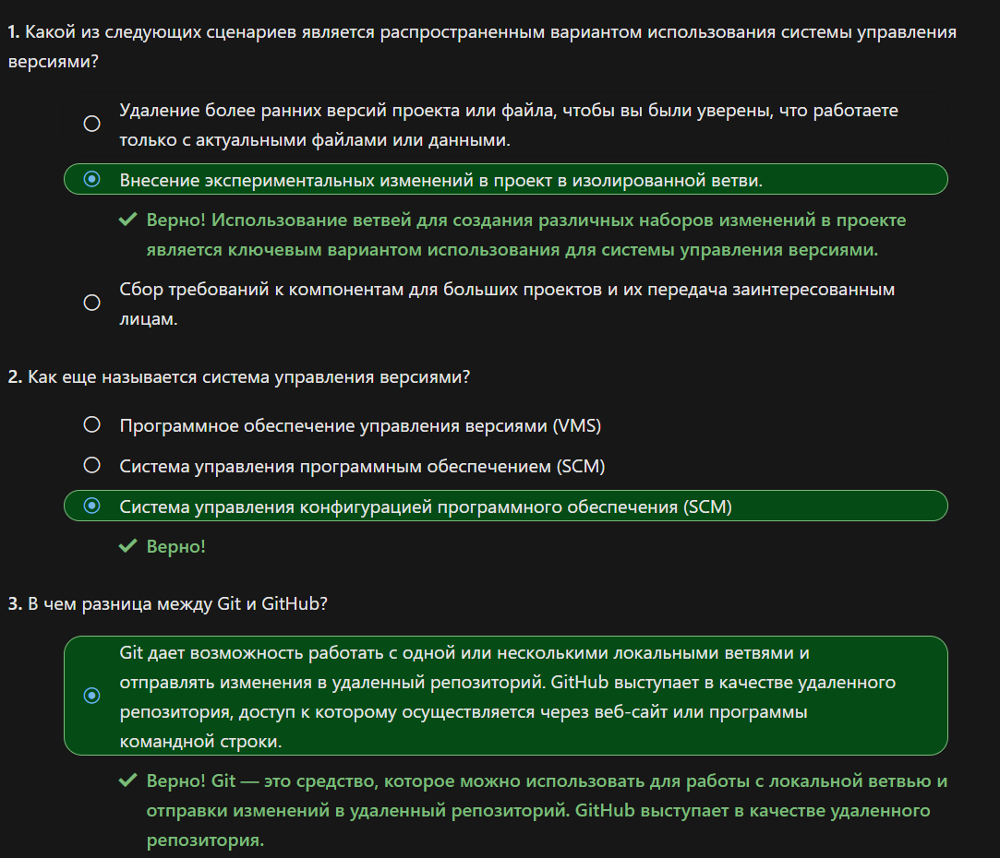 1. Какой из следующих сценариев является распространенным вариантом использования системы управления
версиями?
Удаление более ранних версий проекта или файла, чтобы вы были уверены, что работаете
только с актуальными файлами или данными.
Внесение экспериментальных изменений в проект в изолированной ветви.
Верно! Использование ветвей для создания различных наборов изменений в проекте
является ключевым вариантом использования для системы управления версиями.
Сбор требований к компонентам для больших проектов и их передача заинтересованным
лицам.
2. Как еще называется система управления версиями?
Программное обеспечение управления версиями (VMS)
Система управления программным обеспечением (SCM)
Система управления конфигурацией программного обеспечения (SCM)
Верно!
3. В чем разница между Git и GitHub?
Git дает возможность работать с одной или несколькими локальными ветвями и
отправлять изменения в удаленный репозиторий. GitHub выступает в качестве удаленного
репозитория, доступ к которому осуществляется через веб-сайт или программы
командной строки.
Верно! Git — это средство, которое можно использовать для работы с локальной ветвью и
отправки изменений в удаленный репозиторий. GitHub выступает в качестве удаленного
репозитория.